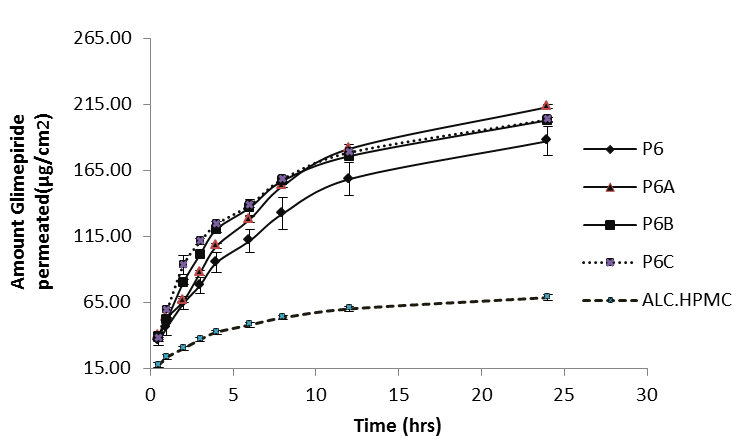 265.00
215.00
165.00
115.00
65.00
15.00
Amount Glimepiride
permeated(µg/cm2)
0
5
10
15
20
25
30
Time (hrs)
P6
P6A
P6B
P6C
ALC.HPMC